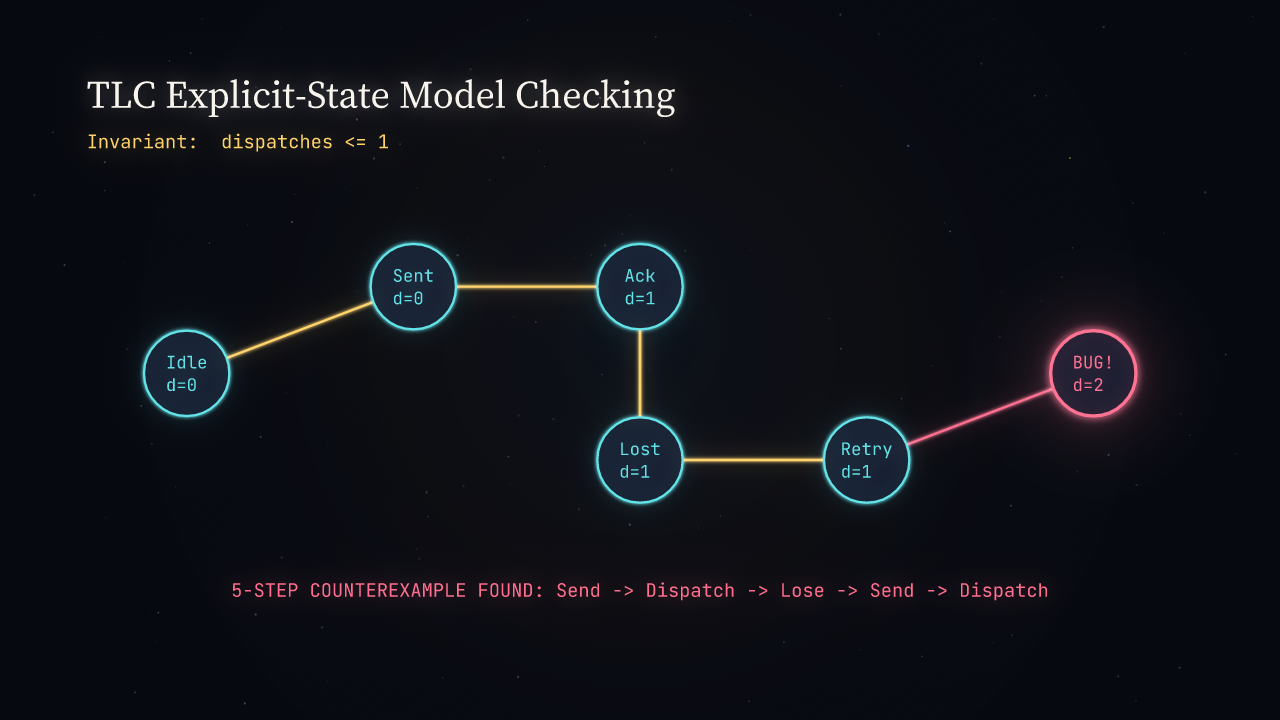 TLC Explicit-State Model Checking
Invariant:  dispatches <= 1
Sent
d=0
Ack
d=1
Idle
d=0
BUG!
d=2
Lost
d=1
Retry
d=1
5-STEP COUNTEREXAMPLE FOUND: Send -> Dispatch -> Lose -> Send -> Dispatch